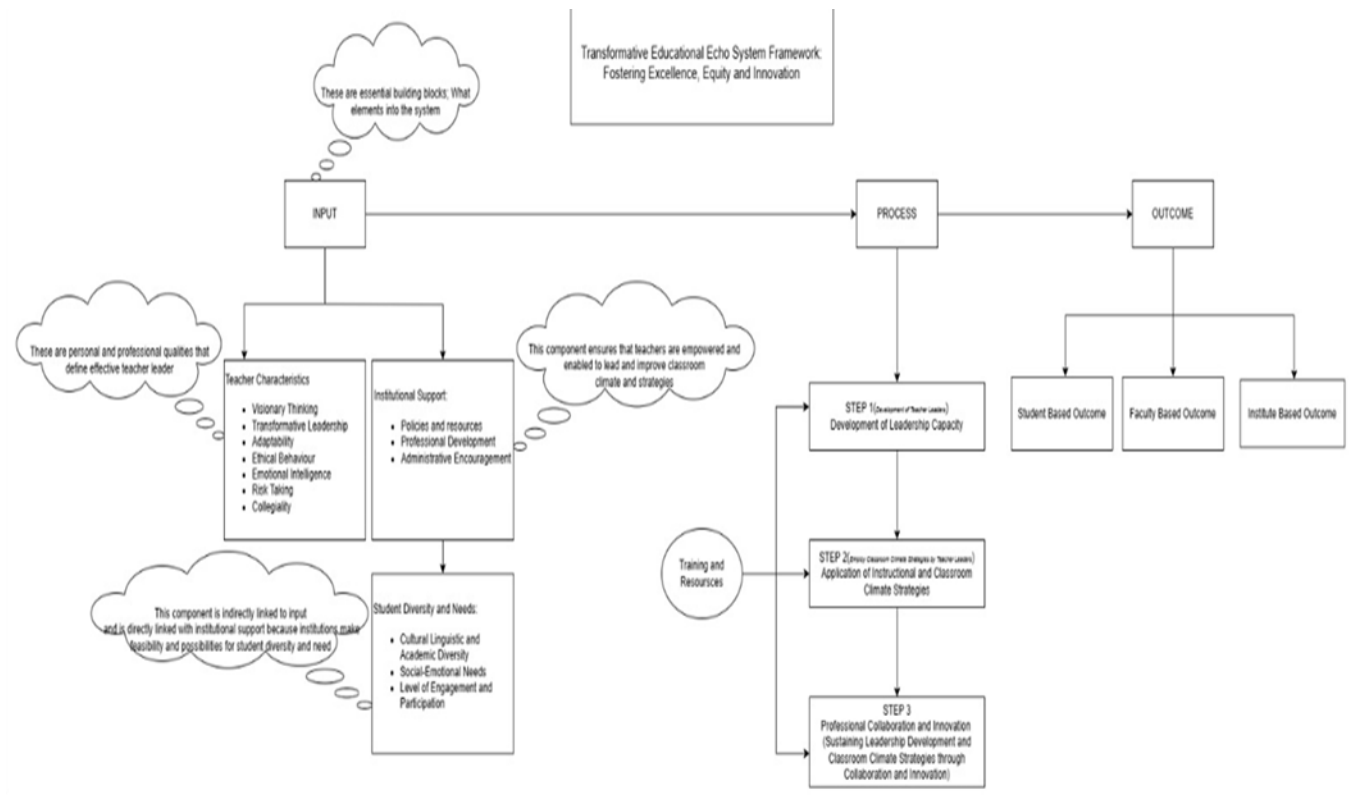 Transformative Educational Echo System Framework:
Fostering Excellence, Equity and Innovation
These are essential building blocks; What
elements into the system
INPUT
PROCESS
OUTCOME
These are personal and professional qualities that
define effective teacher leader
Teacher Characteristics
• Visionary Thinking
• Transformative Leadership
• Adaptability
• Ethical Behaviour
• Emotional Intelligence
• Risk Taking
• Collegiality
Institutional Support:
• Policies and resources
• Professional Development
• Administrative Encouragement
This component ensures that teachers are empowered and
enabled to lead and improve classroom
climate and strategies
This component is indirectly linked to input
and is directly linked with institutional support because institutions make
feasibility and possibilities for student diversity and need
Student Diversity and Needs:
• Cultural Linguistic and
Academic Diversity
• Social-Emotional Needs
• Level of Engagement and
Participation
Training and
Resoursces
STEP 1(Development of Teacher Leaders)
Development of Leadership Capacity
STEP 2(Employ Classroom Climate Strategies by Teacher Leaders)
Application of Instructional and Classroom
Climate Strategies
STEP 3
Professional Collaboration and Innovation
(Sustaining Leadership Development and
Classroom Climate Strategies through
Collaboration and Innovation)
Student Based Outcome
Faculty Based Outcome
Institute Based Outcome